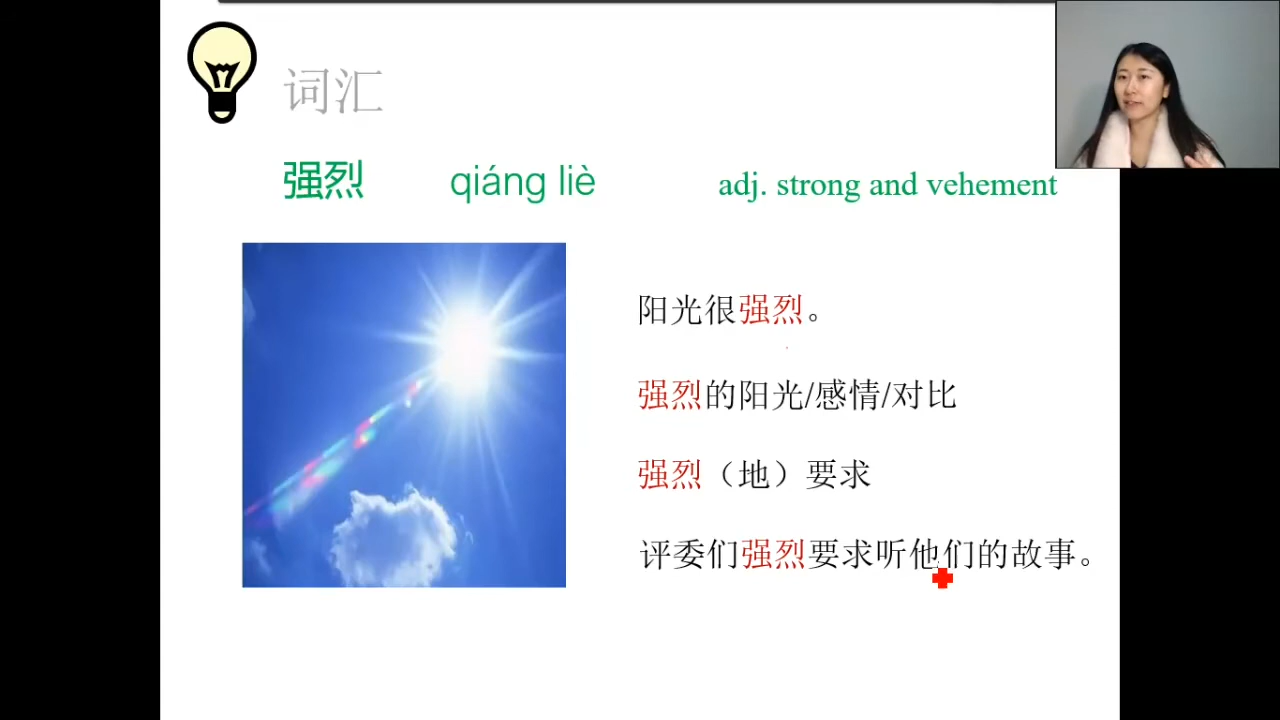 词汇
强烈 qiáng liè adj. strong and vehement
阳光很强烈。
强烈的阳光/感情/对比
强烈（地）要求
评委们强烈要求听他们的故事。